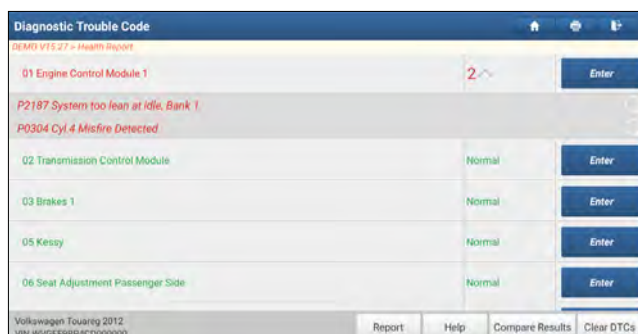 Diagnostic Trouble Code
DEMO V15.27 > Health Report
01 Engine Control Module 1 2 Enter
P2187 System too lean at idle, Bank 1
P0304 Cyl.4 Misfire Detected
02 Transmission Control Module Normal Enter
03 Brakes 1 Normal Enter
05 Kessy Normal Enter
06 Seat Adjustment Passenger Side Normal Enter
Volkswagen Touareg 2012
VIN
Report Help Compare Results Clear DTCs